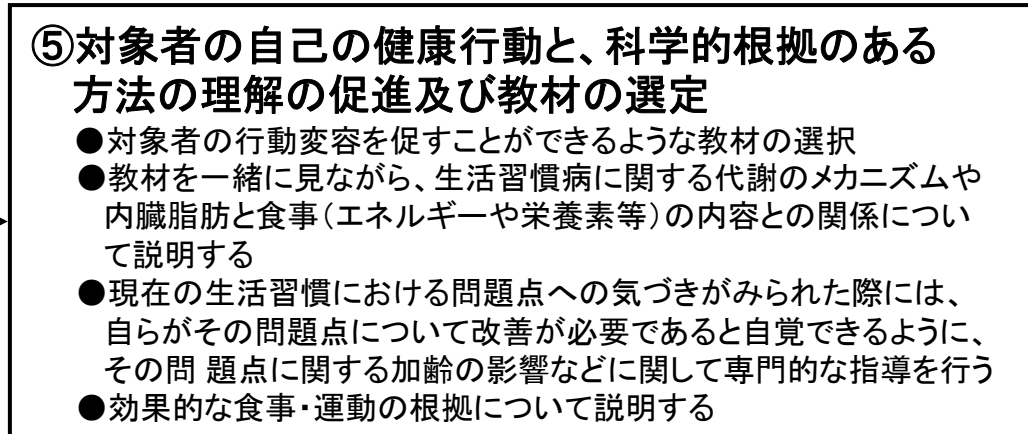 ⑤対象者の自己の健康行動と、科学的根拠のある
方法の理解の促進及び教材の選定
●対象者の行動変容を促すことができるような教材の選択
●教材を一緒に見ながら、生活習慣病に関する代謝のメカニズムや
内臓脂肪と食事(エネルギーや栄養素等)の内容との関係につい
て説明する
●現在の生活習慣における問題点への気づきがみられた際には、
自らがその問題点について改善が必要であると自覚できるように、
その問 題点に関する加齢の影響などに関して専門的な指導を行う
●効果的な食事・運動の根拠について説明する